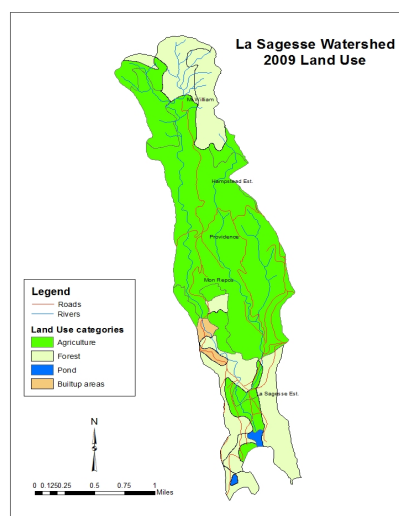 La Sagesse Watershed
2009 Land Use
Mt. William
Hampstead Est.
Providence
Mon Repos
La Sagesse Est.
Legend
Roads
Rivers
Land Use categories
Agriculture
Forest
Pond
Builtup areas
N
0 0.125 0.25 0.5 0.75 1
Miles